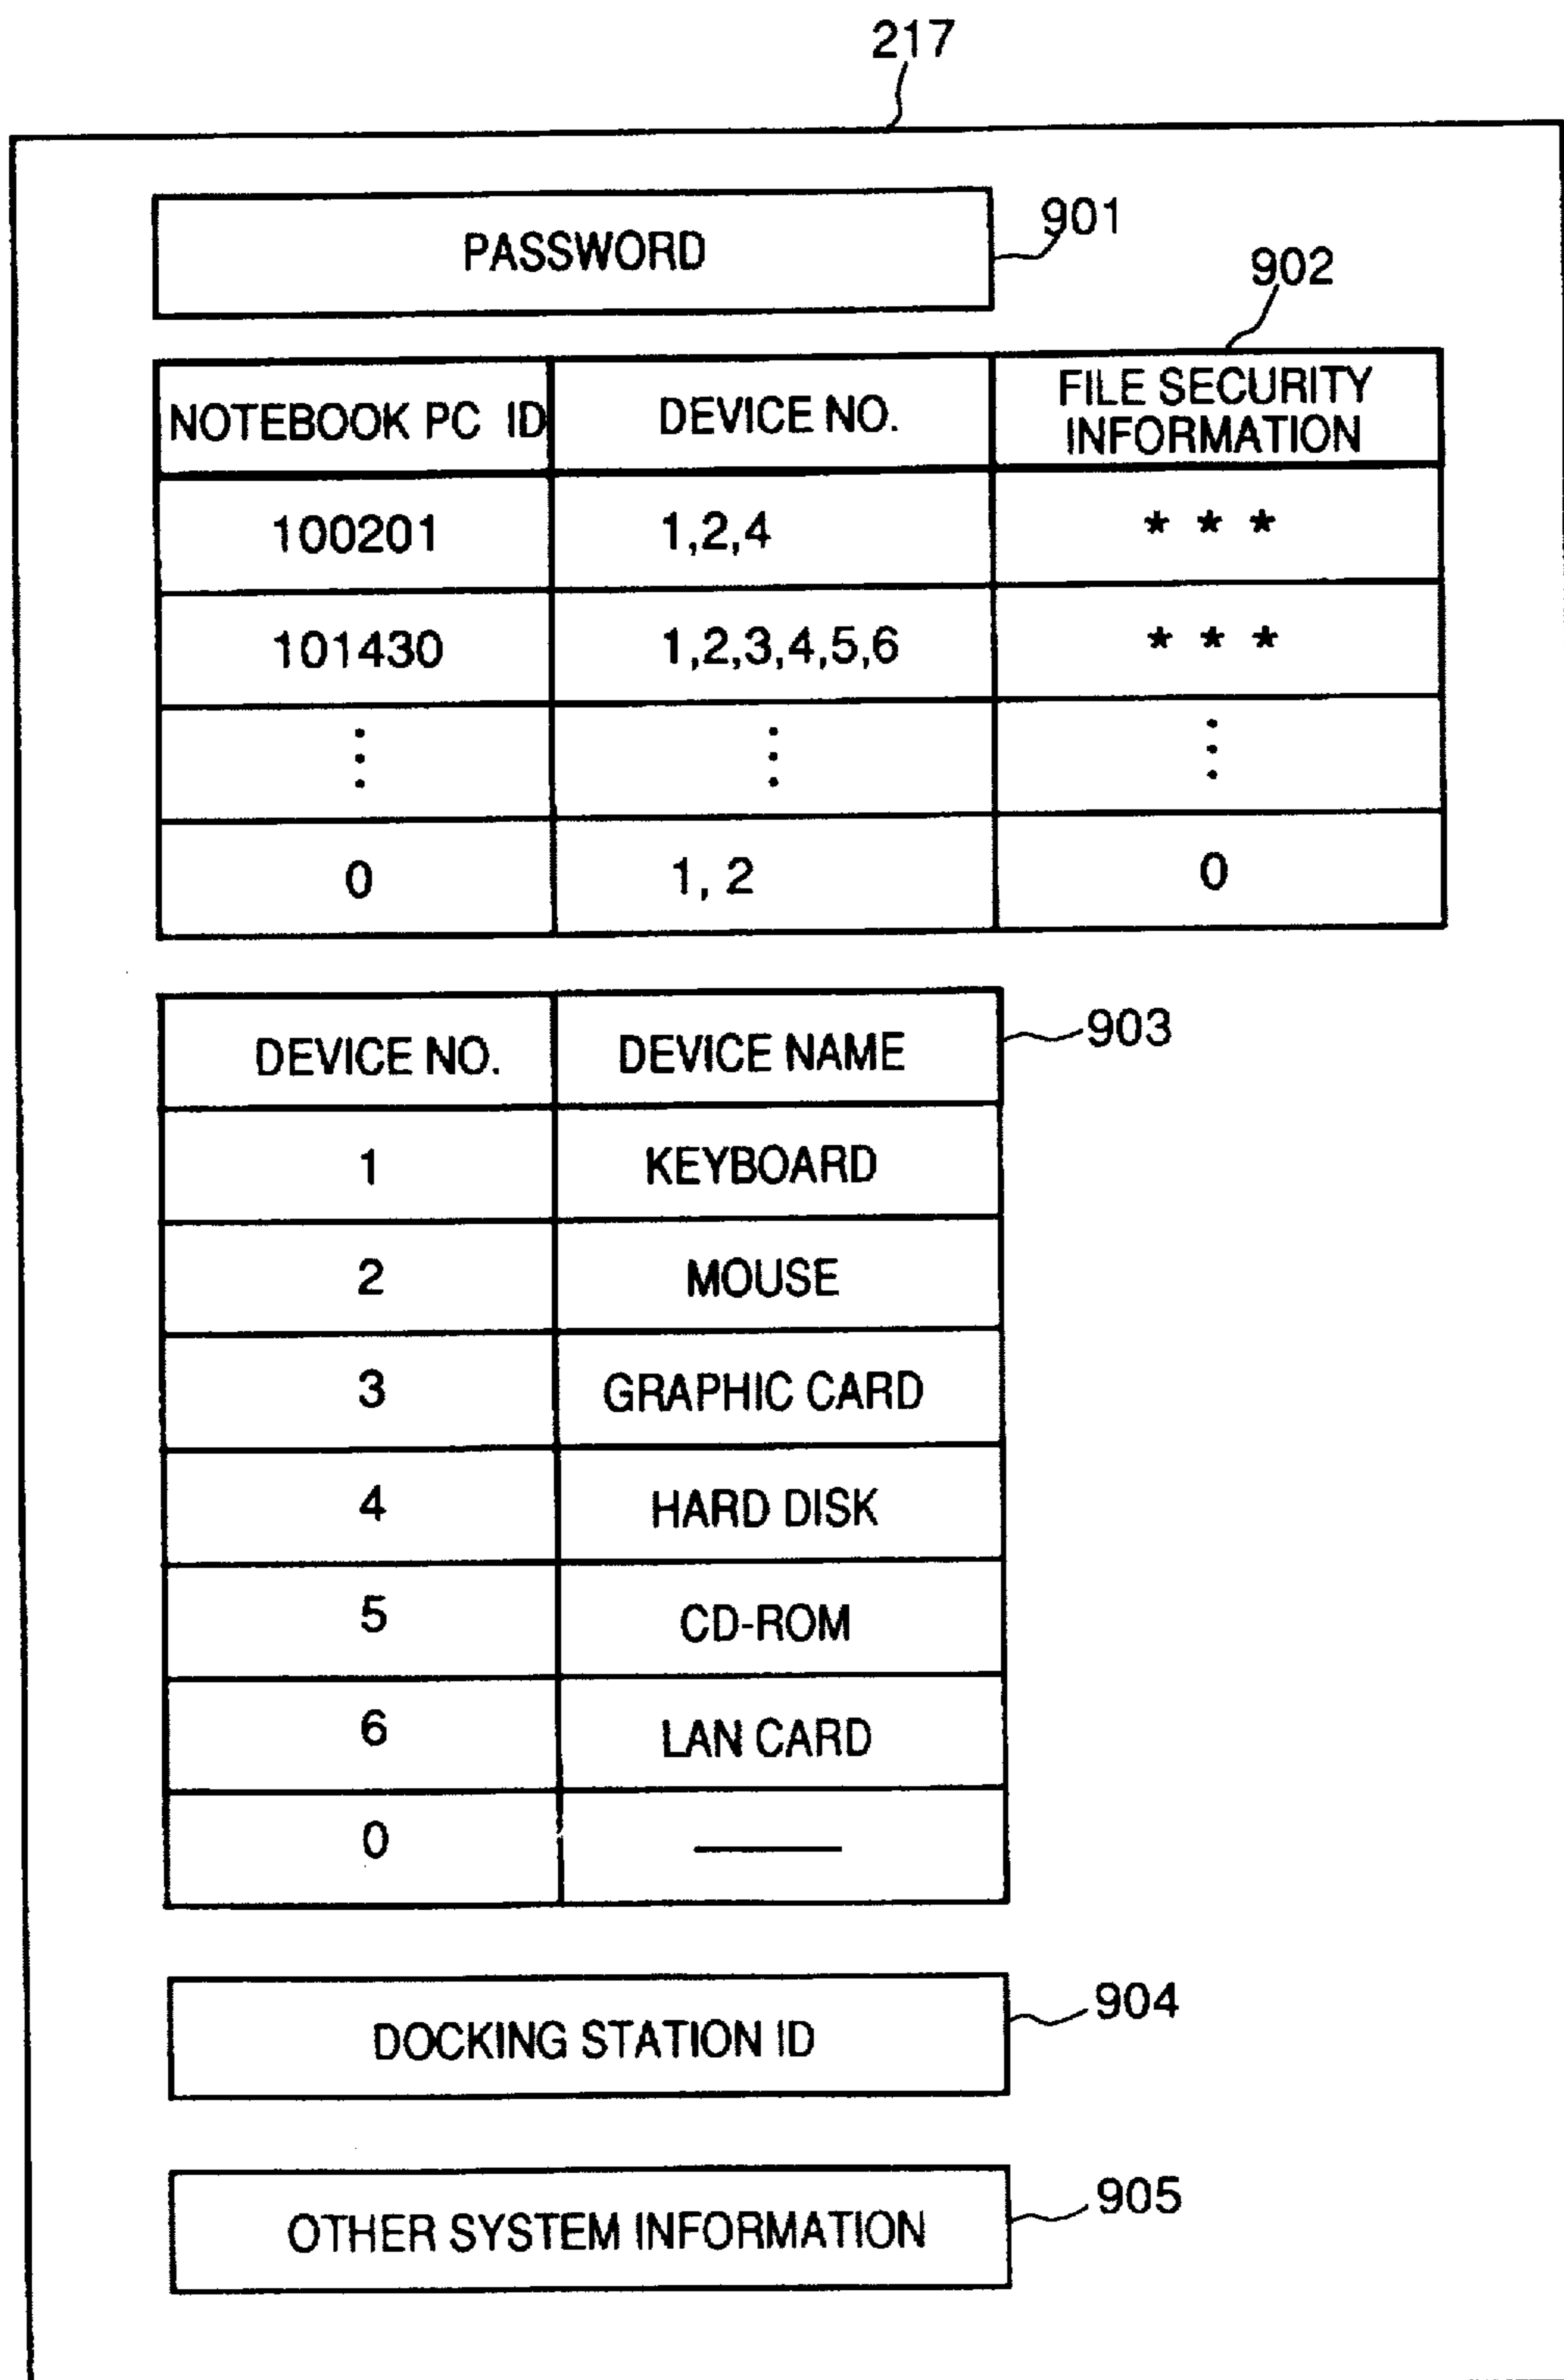 217
PASSWORD
901
902
NOTEBOOK PC ID DEVICE NO. FILE SECURITY
INFORMATION
100201 1,2,4 * * *
101430 1,2,3,4,5,6 * * *
0 1, 2 0
903
DEVICE NO. DEVICE NAME
1 KEYBOARD
2 MOUSE
3 GRAPHIC CARD
4 HARD DISK
5 CD-ROM
6 LAN CARD
0
DOCKING STATION ID
904
OTHER SYSTEM INFORMATION
905